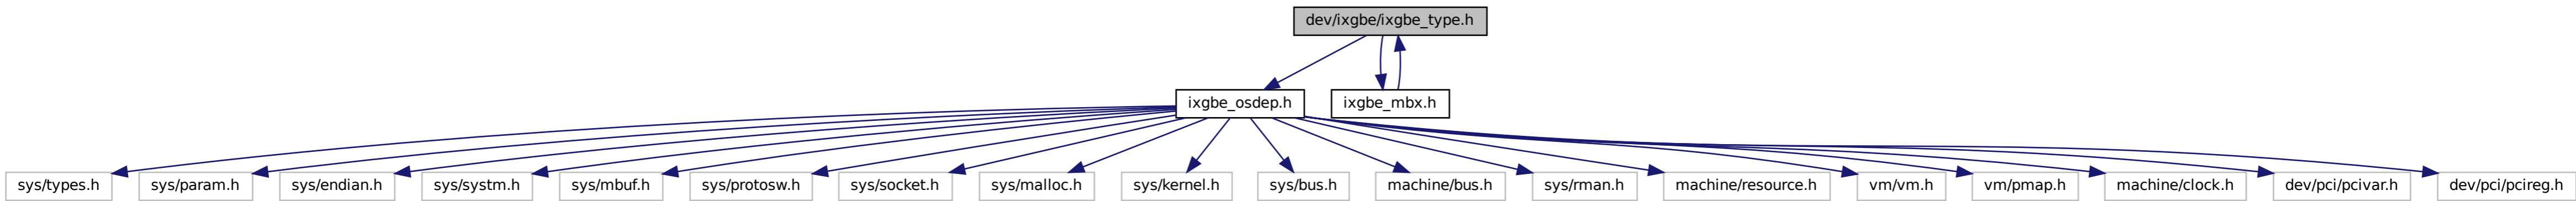 dev/ixgbe/ixgbe_type.h
ixgbe_osdep.h
ixgbe_mbx.h
sys/types.h
sys/param.h
sys/endian.h
sys/systm.h
sys/mbuf.h
sys/protosw.h
sys/socket.h
sys/malloc.h
sys/kernel.h
sys/bus.h
machine/bus.h
sys/rman.h
machine/resource.h
vm/vm.h
vm/pmap.h
machine/clock.h
dev/pci/pcivar.h
dev/pci/pcireg.h